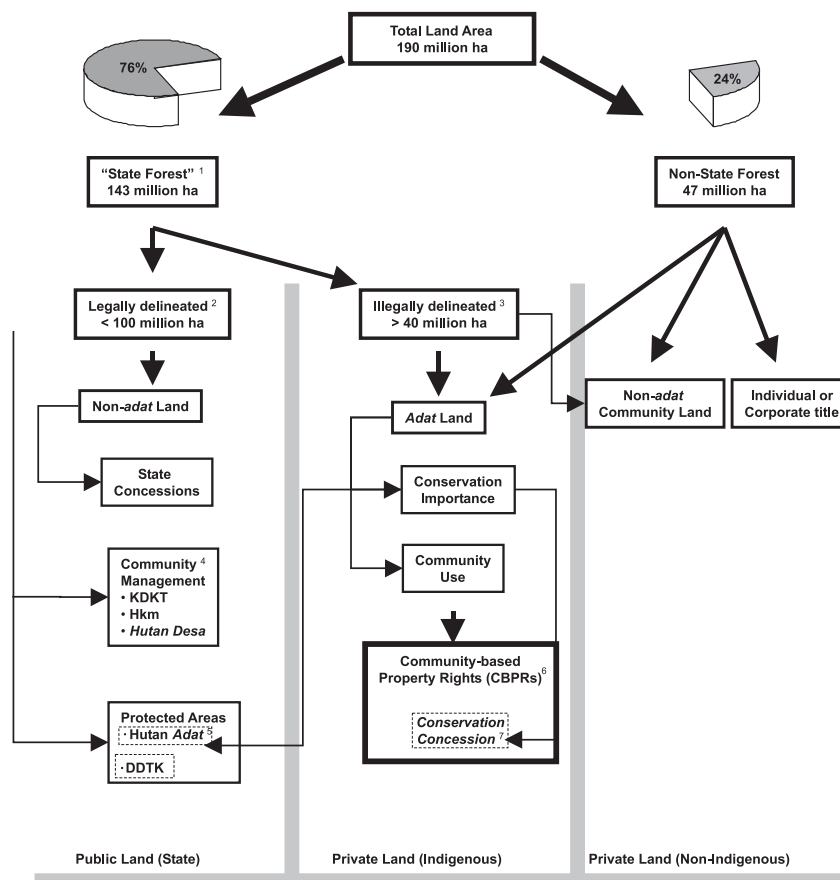 Total Land Area
190 million ha
76%
24%
“State Forest” 1
143 million ha
Non-State Forest
47 million ha
Legally delineated 2
< 100 million ha
Illegally delineated 3
> 40 million ha
Non-adat Land
Adat Land
Non-adat
Community Land
Individual or
Corporate title
State
Concessions
Conservation
Importance
Community 4
Management
• KDKT
• Hkm
• Hutan Desa
Community
Use
Community-based
Property Rights (CBPRs) 6
Conservation
Concession 7
Protected Areas
· Hutan Adat 5
· DDTK
Public Land (State)
Private Land (Indigenous)
Private Land (Non-Indigenous)